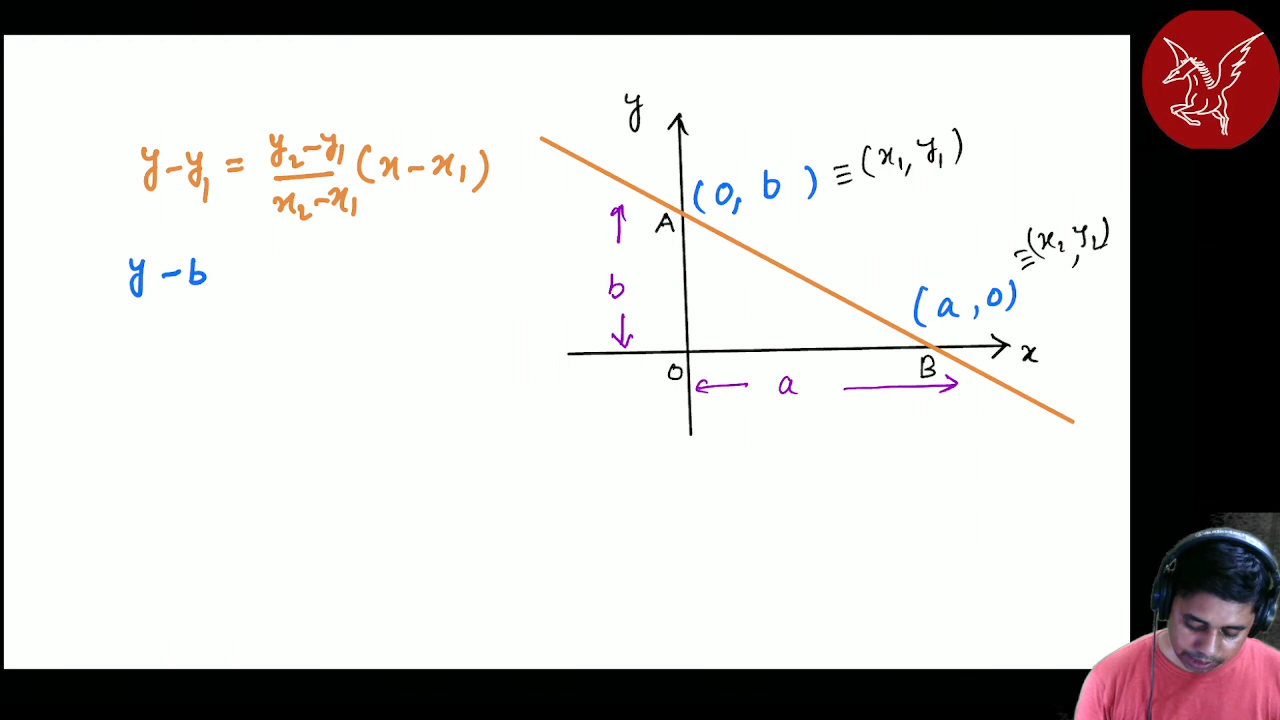 y
y - y₁ = (y₂ - y₁)/(x₂ - x₁) (x - x₁)
(0, b) ≡ (x₁, y₁)
A
≡ (x₂, y₂)
y - b
b
(a, 0)
x
O
B
a